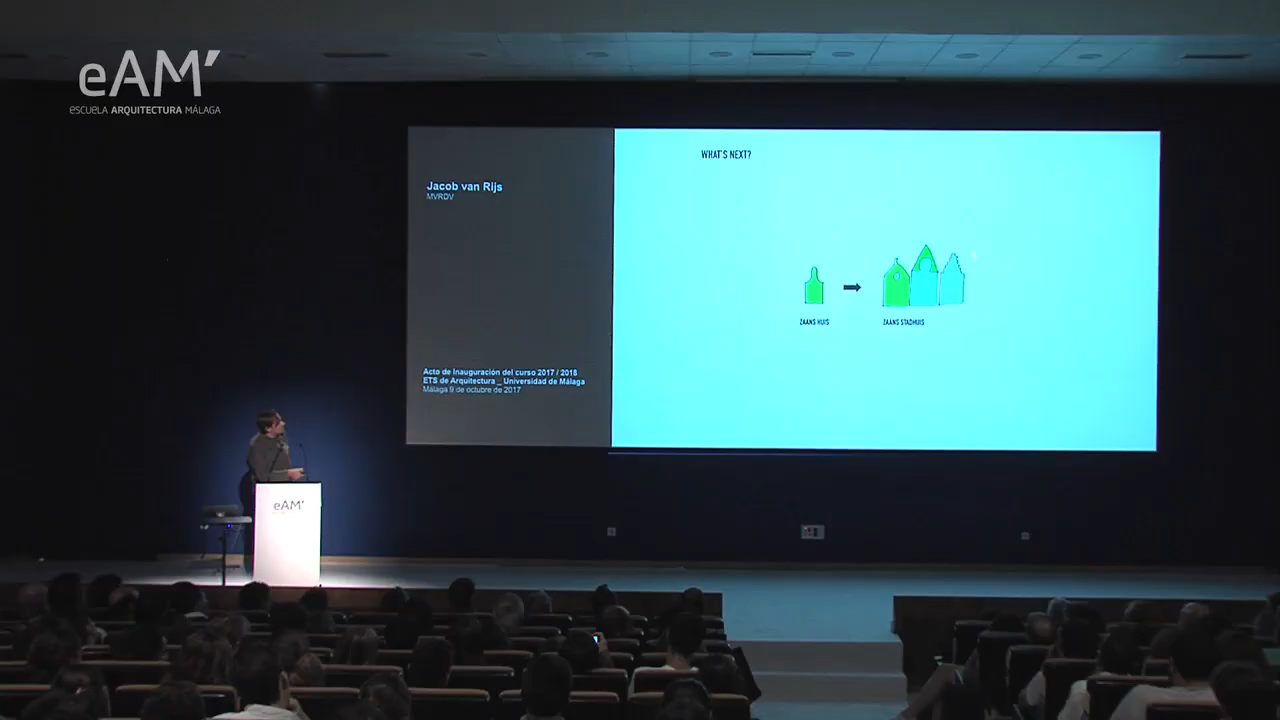 eAM'
ESCUELA ARQUITECTURA MÁLAGA
WHAT'S NEXT?
Jacob van Rijs
MVRDV
ZAANS HUIS
ZAANS STADHUIS
Acto de Inauguración del curso 2017 / 2018
ETS de Arquitectura _ Universidad de Málaga
Málaga 9 de octubre de 2017
eAM'